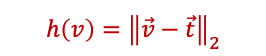 h(v) = ‖v⃗ − t⃗‖₂